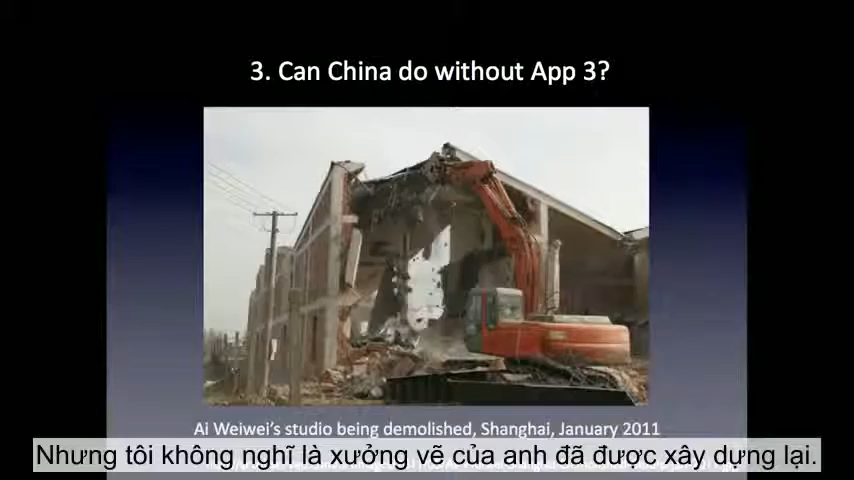 3. Can China do without App 3?
Ai Weiwei's studio being demolished, Shanghai, January 2011
Nhưng tôi không nghĩ là xưởng vẽ của anh đã được xây dựng lại.